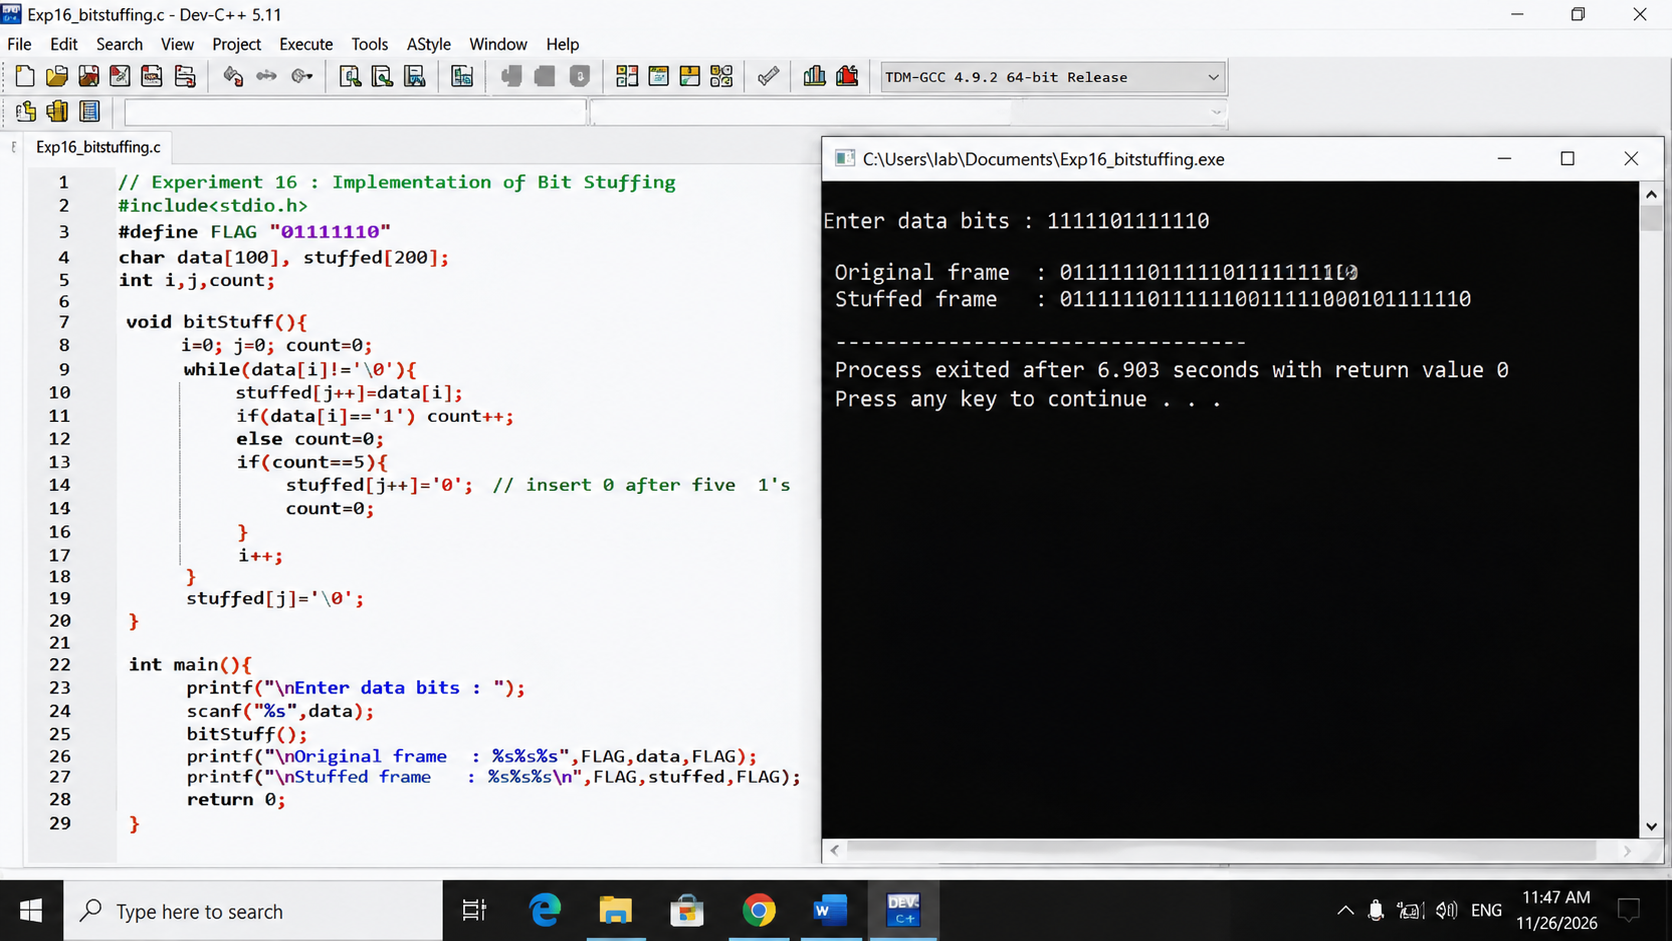 Exp16_bitstuffing.c - Dev-C++ 5.11
File Edit Search View Project Execute Tools AStyle Window Help
TDM-GCC 4.9.2 64-bit Release
Exp16_bitstuffing.c
1 // Experiment 16 : Implementation of Bit Stuffing
2 #include<stdio.h>
3 #define FLAG "01111110"
4 char data[100], stuffed[200];
5 int i,j,count;
6
7 void bitStuff(){
8 i=0; j=0; count=0;
9 while(data[i]!='\0'){
10 stuffed[j++]=data[i];
11 if(data[i]=='1') count++;
12 else count=0;
13 if(count==5){
14 stuffed[j++]='0'; // insert 0 after five 1's
14 count=0;
16 }
17 i++;
18 }
19 stuffed[j]='\0';
20 }
21
22 int main(){
23 printf("\nEnter data bits : ");
24 scanf("%s",data);
25 bitStuff();
26 printf("\nOriginal frame : %s%s%s",FLAG,data,FLAG);
27 printf("\nStuffed frame : %s%s%s\n",FLAG,stuffed,FLAG);
28 return 0;
29 }
C:\Users\lab\Documents\Exp16_bitstuffing.exe
Enter data bits : 1111101111110
Original frame :
Stuffed frame : 011111101111110011111000101111110
---------------------------------
Process exited after 6.903 seconds with return value 0
Press any key to continue . . .
Type here to search
W
DEV C+
ENG
11:47 AM
11/26/2026